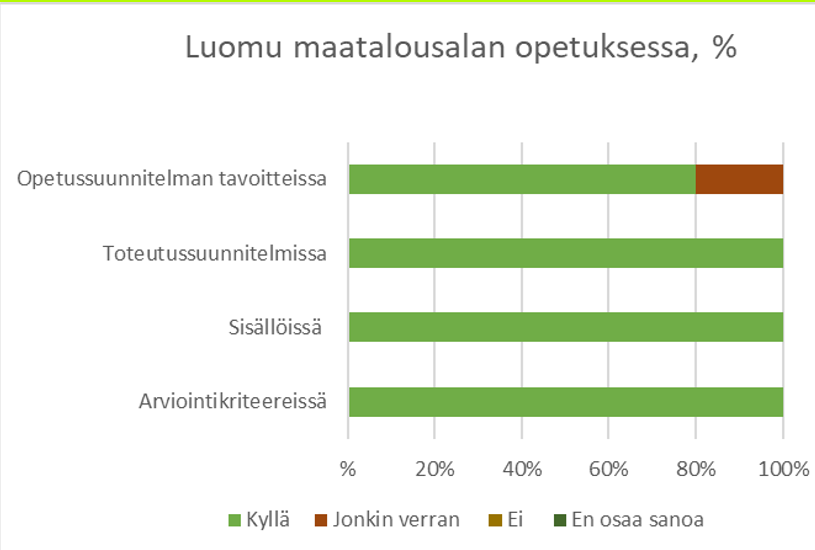 Luomu maatalousalan opetuksessa, %
Opetussuunnitelman tavoitteissa
Toteutussuunnitelmissa
Sisällöissä
Arviointikriteereissä
% 20% 40% 60% 80% 100%
Kyllä Jonkin verran Ei En osaa sanoa